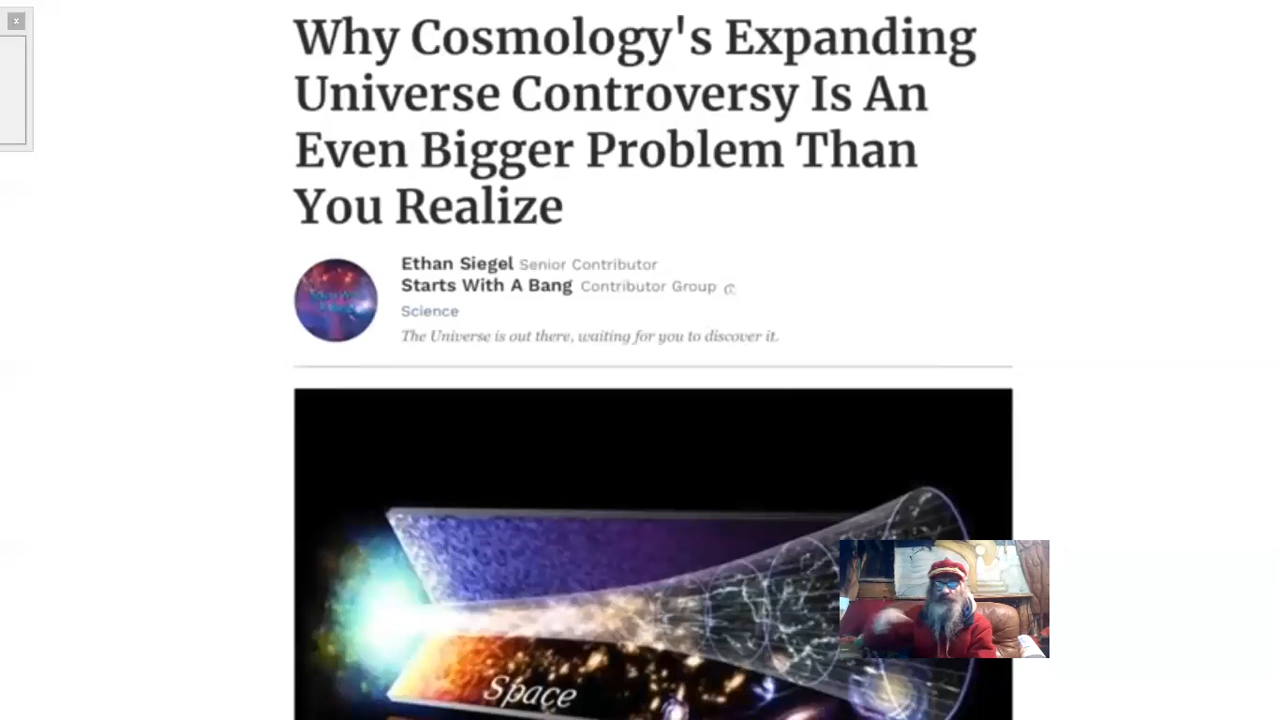 Why Cosmology's Expanding
Universe Controversy Is An
Even Bigger Problem Than
You Realize
Ethan Siegel Senior Contributor
Starts With A Bang Contributor Group
Science
The Universe is out there, waiting for you to discover it.
Space